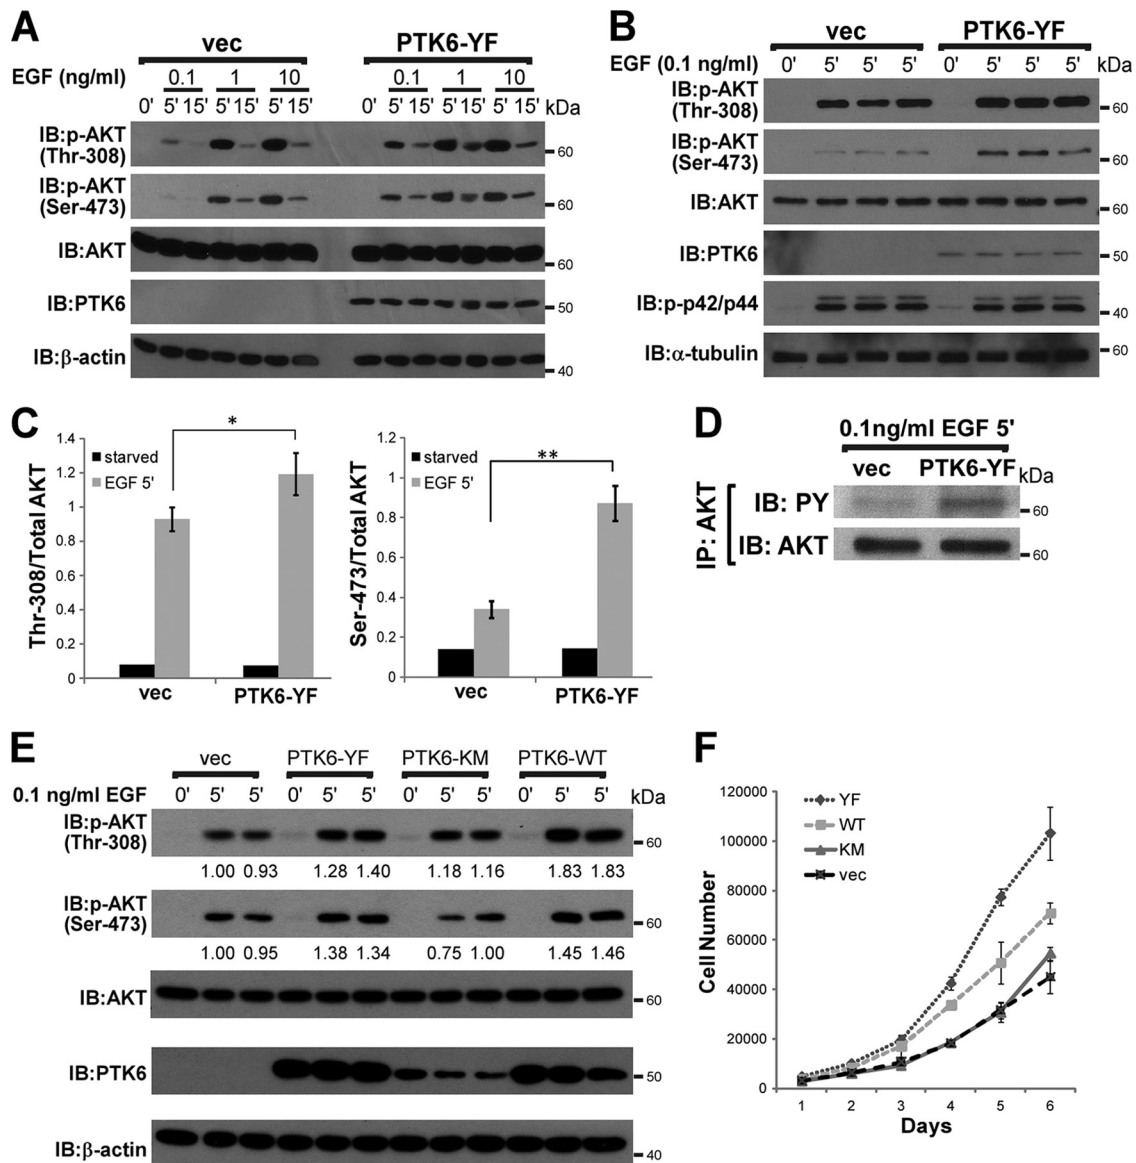 A
vec
PTK6-YF
EGF (ng/ml)
0.1 1 10 0.1 1 10
0' 5' 15' 5' 15' 5' 15' 0' 5' 15' 5' 15' 5' 15' kDa
IB:p-AKT
(Thr-308)
60
IB:p-AKT
(Ser-473)
60
IB:AKT
60
IB:PTK6
50
IB:β-actin
40
B
vec
PTK6-YF
EGF (0.1 ng/ml) 0' 5' 5' 5' 0' 5' 5' 5' kDa
IB:p-AKT
(Thr-308)
60
IB:p-AKT
(Ser-473)
60
IB:AKT
60
IB:PTK6
50
IB:p-p42/p44
40
IB:α-tubulin
60
C
Thr-308/Total AKT
1.4
1.2
1
0.8
0.6
0.4
0.2
0
starved
EGF 5'
*
vec
PTK6-YF
Ser-473/Total AKT
1.2
1
0.8
0.6
0.4
0.2
0
starved
EGF 5'
**
vec
PTK6-YF
D
0.1ng/ml EGF 5'
vec PTK6-YF kDa
IP: AKT
IB: PY
60
IB: AKT
60
E
vec PTK6-YF PTK6-KM PTK6-WT
0.1 ng/ml EGF 0' 5' 5' 0' 5' 5' 0' 5' 5' 0' 5' 5' kDa
IB:p-AKT
(Thr-308)
60
1.00 0.93 1.28 1.40 1.18 1.16 1.83 1.83
IB:p-AKT
(Ser-473)
60
1.00 0.95 1.38 1.34 0.75 1.00 1.45 1.46
IB:AKT
60
IB:PTK6
50
IB:β-actin
40
F
Cell Number
120000
100000
80000
60000
40000
20000
0
YF
WT
KM
vec
1 2 3 4 5 6
Days